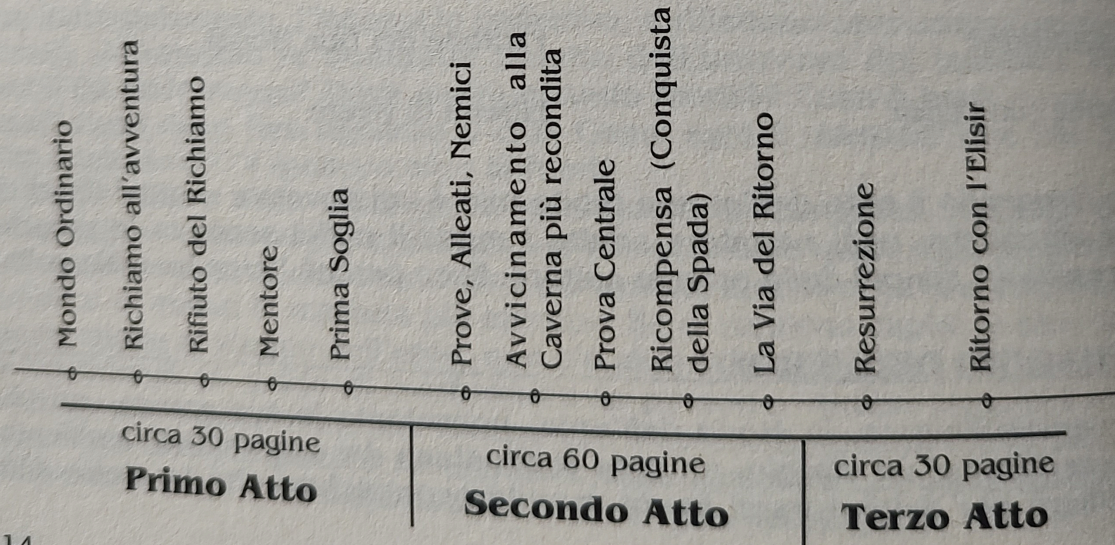 Mondo Ordinario
Richiamo all'avventura
Rifiuto del Richiamo
Mentore
Prima Soglia
Prove, Alleati, Nemici
Avvicinamento alla
Caverna più recondita
Prova Centrale
Ricompensa (Conquista
della Spada)
La Via del Ritorno
Resurrezione
Ritorno con l'Elisir
circa 30 pagine
Primo Atto
circa 60 pagine
Secondo Atto
circa 30 pagine
Terzo Atto
14